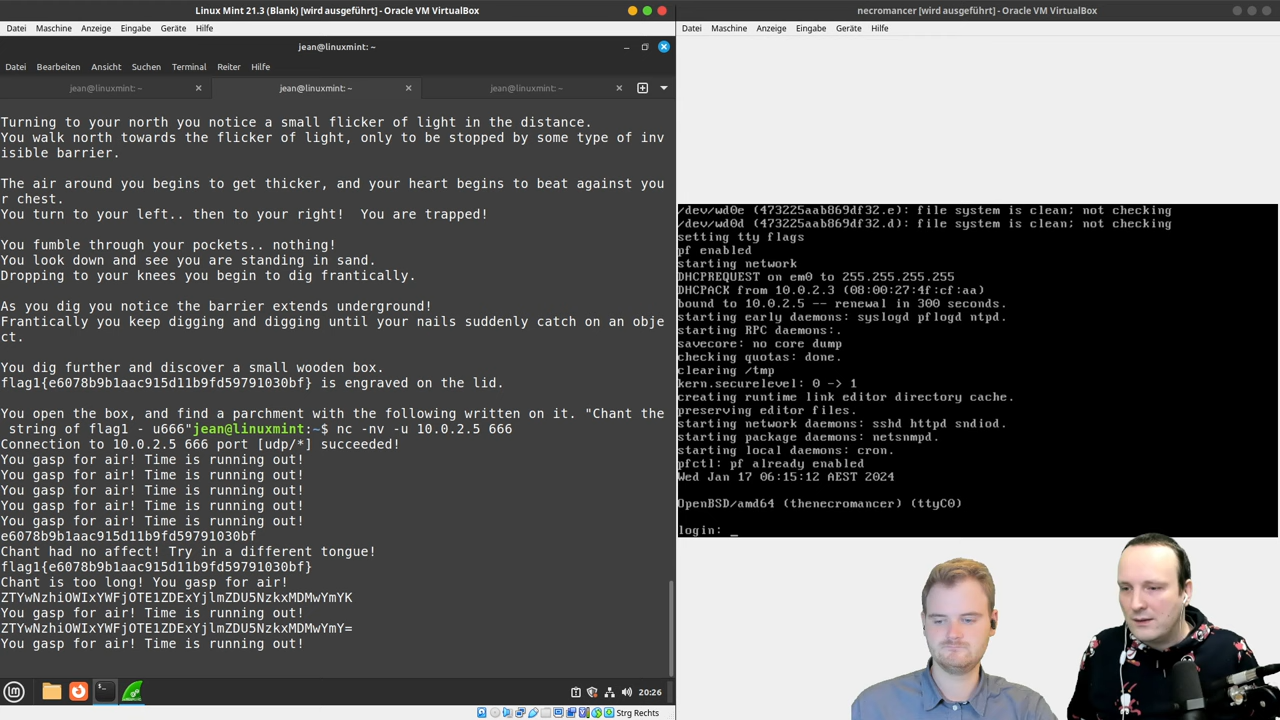 Linux Mint 21.3 (Blank) [wird ausgeführt] - Oracle VM VirtualBox
Datei Maschine Anzeige Eingabe Geräte Hilfe
jean@linuxmint: ~
Datei Bearbeiten Ansicht Suchen Terminal Reiter Hilfe
jean@linuxmint: ~ jean@linuxmint: ~ jean@linuxmint: ~
Turning to your north you notice a small flicker of light in the distance.
You walk north towards the flicker of light, only to be stopped by some type of inv
isible barrier.
The air around you begins to get thicker, and your heart begins to beat against you
r chest.
You turn to your left.. then to your right!  You are trapped!
You fumble through your pockets.. nothing!
You look down and see you are standing in sand.
Dropping to your knees you begin to dig frantically.
As you dig you notice the barrier extends underground!
Frantically you keep digging and digging until your nails suddenly catch on an obje
ct.
You dig further and discover a small wooden box.
flag1{e6078b9b1aac915d11b9fd59791030bf} is engraved on the lid.
You open the box, and find a parchment with the following written on it. "Chant the
 string of flag1 - u666"jean@linuxmint:~$ nc -nv -u 10.0.2.5 666
Connection to 10.0.2.5 666 port [udp/*] succeeded!
You gasp for air! Time is running out!
You gasp for air! Time is running out!
You gasp for air! Time is running out!
You gasp for air! Time is running out!
You gasp for air! Time is running out!
e6078b9b1aac915d11b9fd59791030bf
Chant had no affect! Try in a different tongue!
flag1{e6078b9b1aac915d11b9fd59791030bf}
Chant is too long! You gasp for air!
ZTYwNzhiOWIxYWFjOTE1ZDExYjlmZDU5NzkxMDMwYmYK
You gasp for air! Time is running out!
ZTYwNzhiOWIxYWFjOTE1ZDExYjlmZDU5NzkxMDMwYmY=
You gasp for air! Time is running out!
20:26
Strg Rechts
necromancer [wird ausgeführt] - Oracle VM VirtualBox
Datei Maschine Anzeige Eingabe Geräte Hilfe
/dev/wd0e (473225aab869df32.e): file system is clean; not checking
/dev/wd0d (473225aab869df32.d): file system is clean; not checking
setting tty flags
pf enabled
starting network
DHCPREQUEST on em0 to 255.255.255.255
DHCPACK from 10.0.2.3 (08:00:27:4f:cf:aa)
bound to 10.0.2.5 -- renewal in 300 seconds.
starting early daemons: syslogd pflogd ntpd.
starting RPC daemons:.
savecore: no core dump
checking quotas: done.
clearing /tmp
kern.securelevel: 0 -> 1
creating runtime link editor directory cache.
preserving editor files.
starting network daemons: sshd httpd sndiod.
starting package daemons: netsnmpd.
starting local daemons: cron.
pfctl: pf already enabled
Wed Jan 17 06:15:12 AEST 2024
OpenBSD/amd64 (thenecromancer) (ttyC0)
login: _